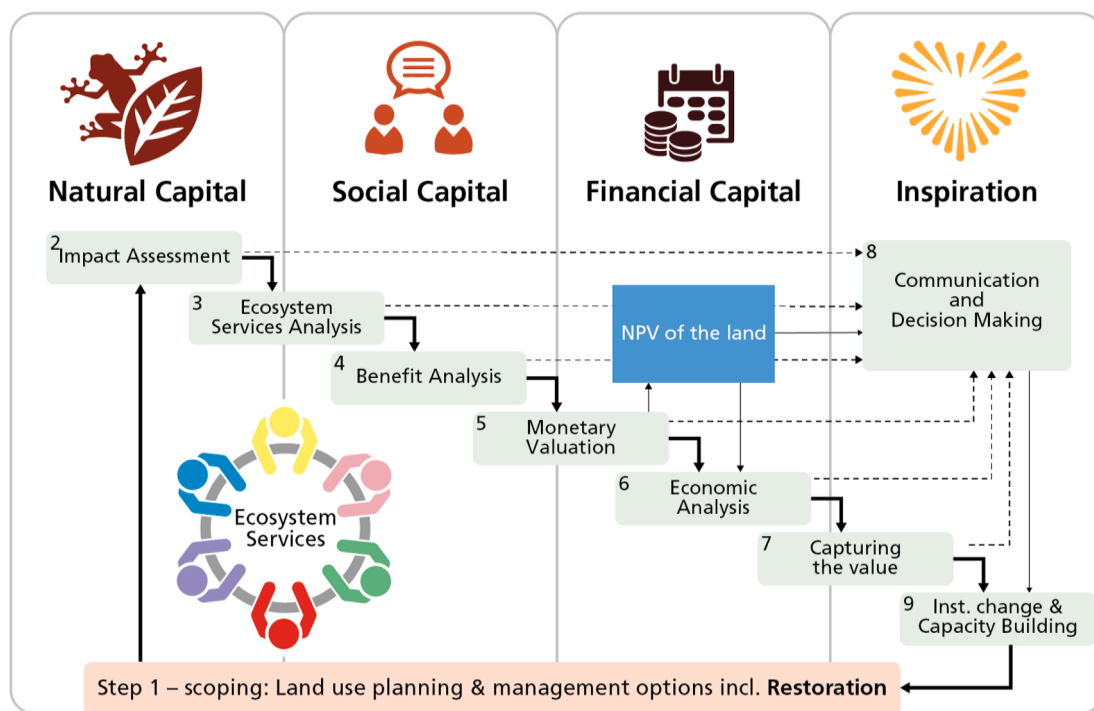 Natural Capital
Social Capital
Financial Capital
Inspiration
2
Impact Assessment
3
Ecosystem
Services Analysis
4
Benefit Analysis
5
Monetary
Valuation
NPV of the land
6
Economic
Analysis
7
Capturing
the value
8
Communication
and
Decision Making
9
Inst. change &
Capacity Building
Ecosystem
Services
Step 1 – scoping: Land use planning & management options incl. Restoration